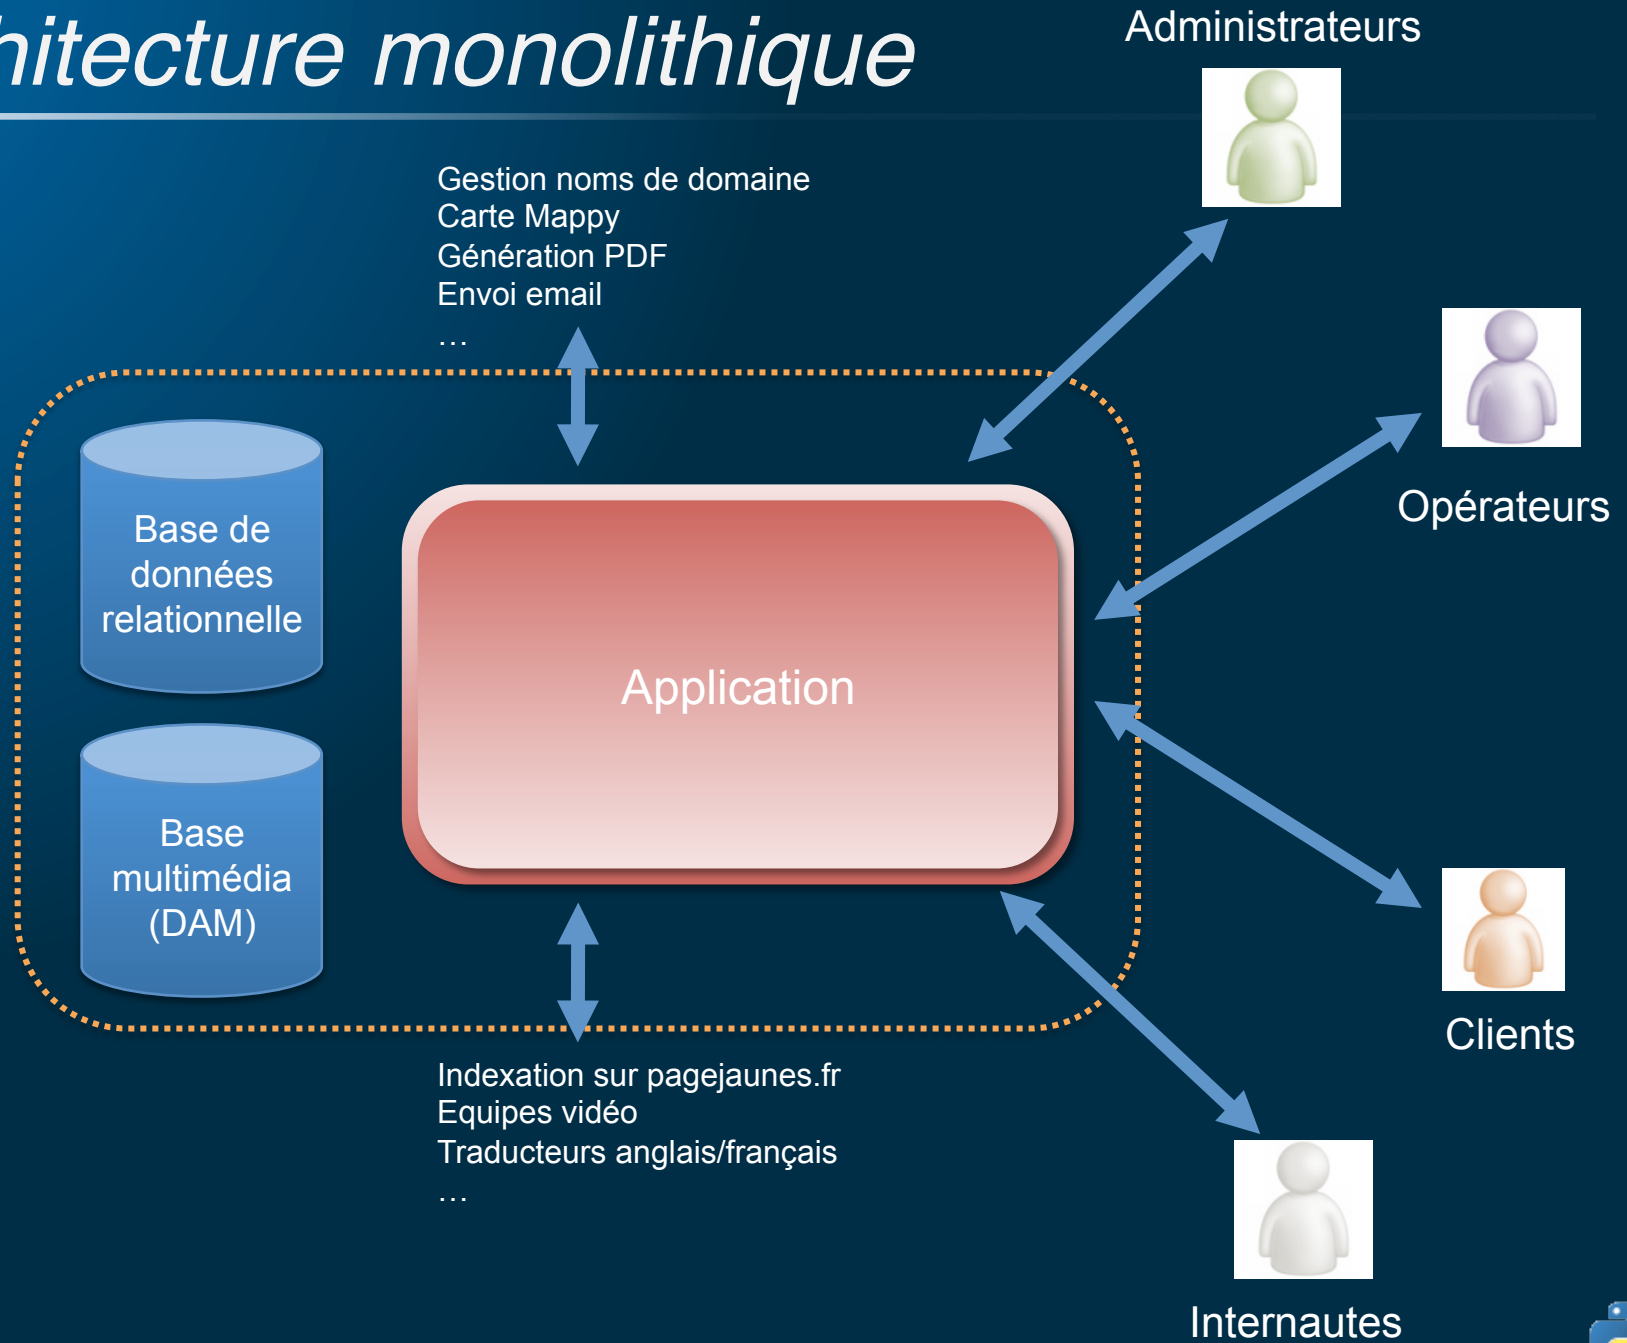 hitecture monolithique
Administrateurs
Gestion noms de domaine
Carte Mappy
Génération PDF
Envoi email
…
Opérateurs
Base de
données
relationnelle
Application
Base
multimédia
(DAM)
Clients
Indexation sur pagejaunes.fr
Equipes vidéo
Traducteurs anglais/français
…
Internautes